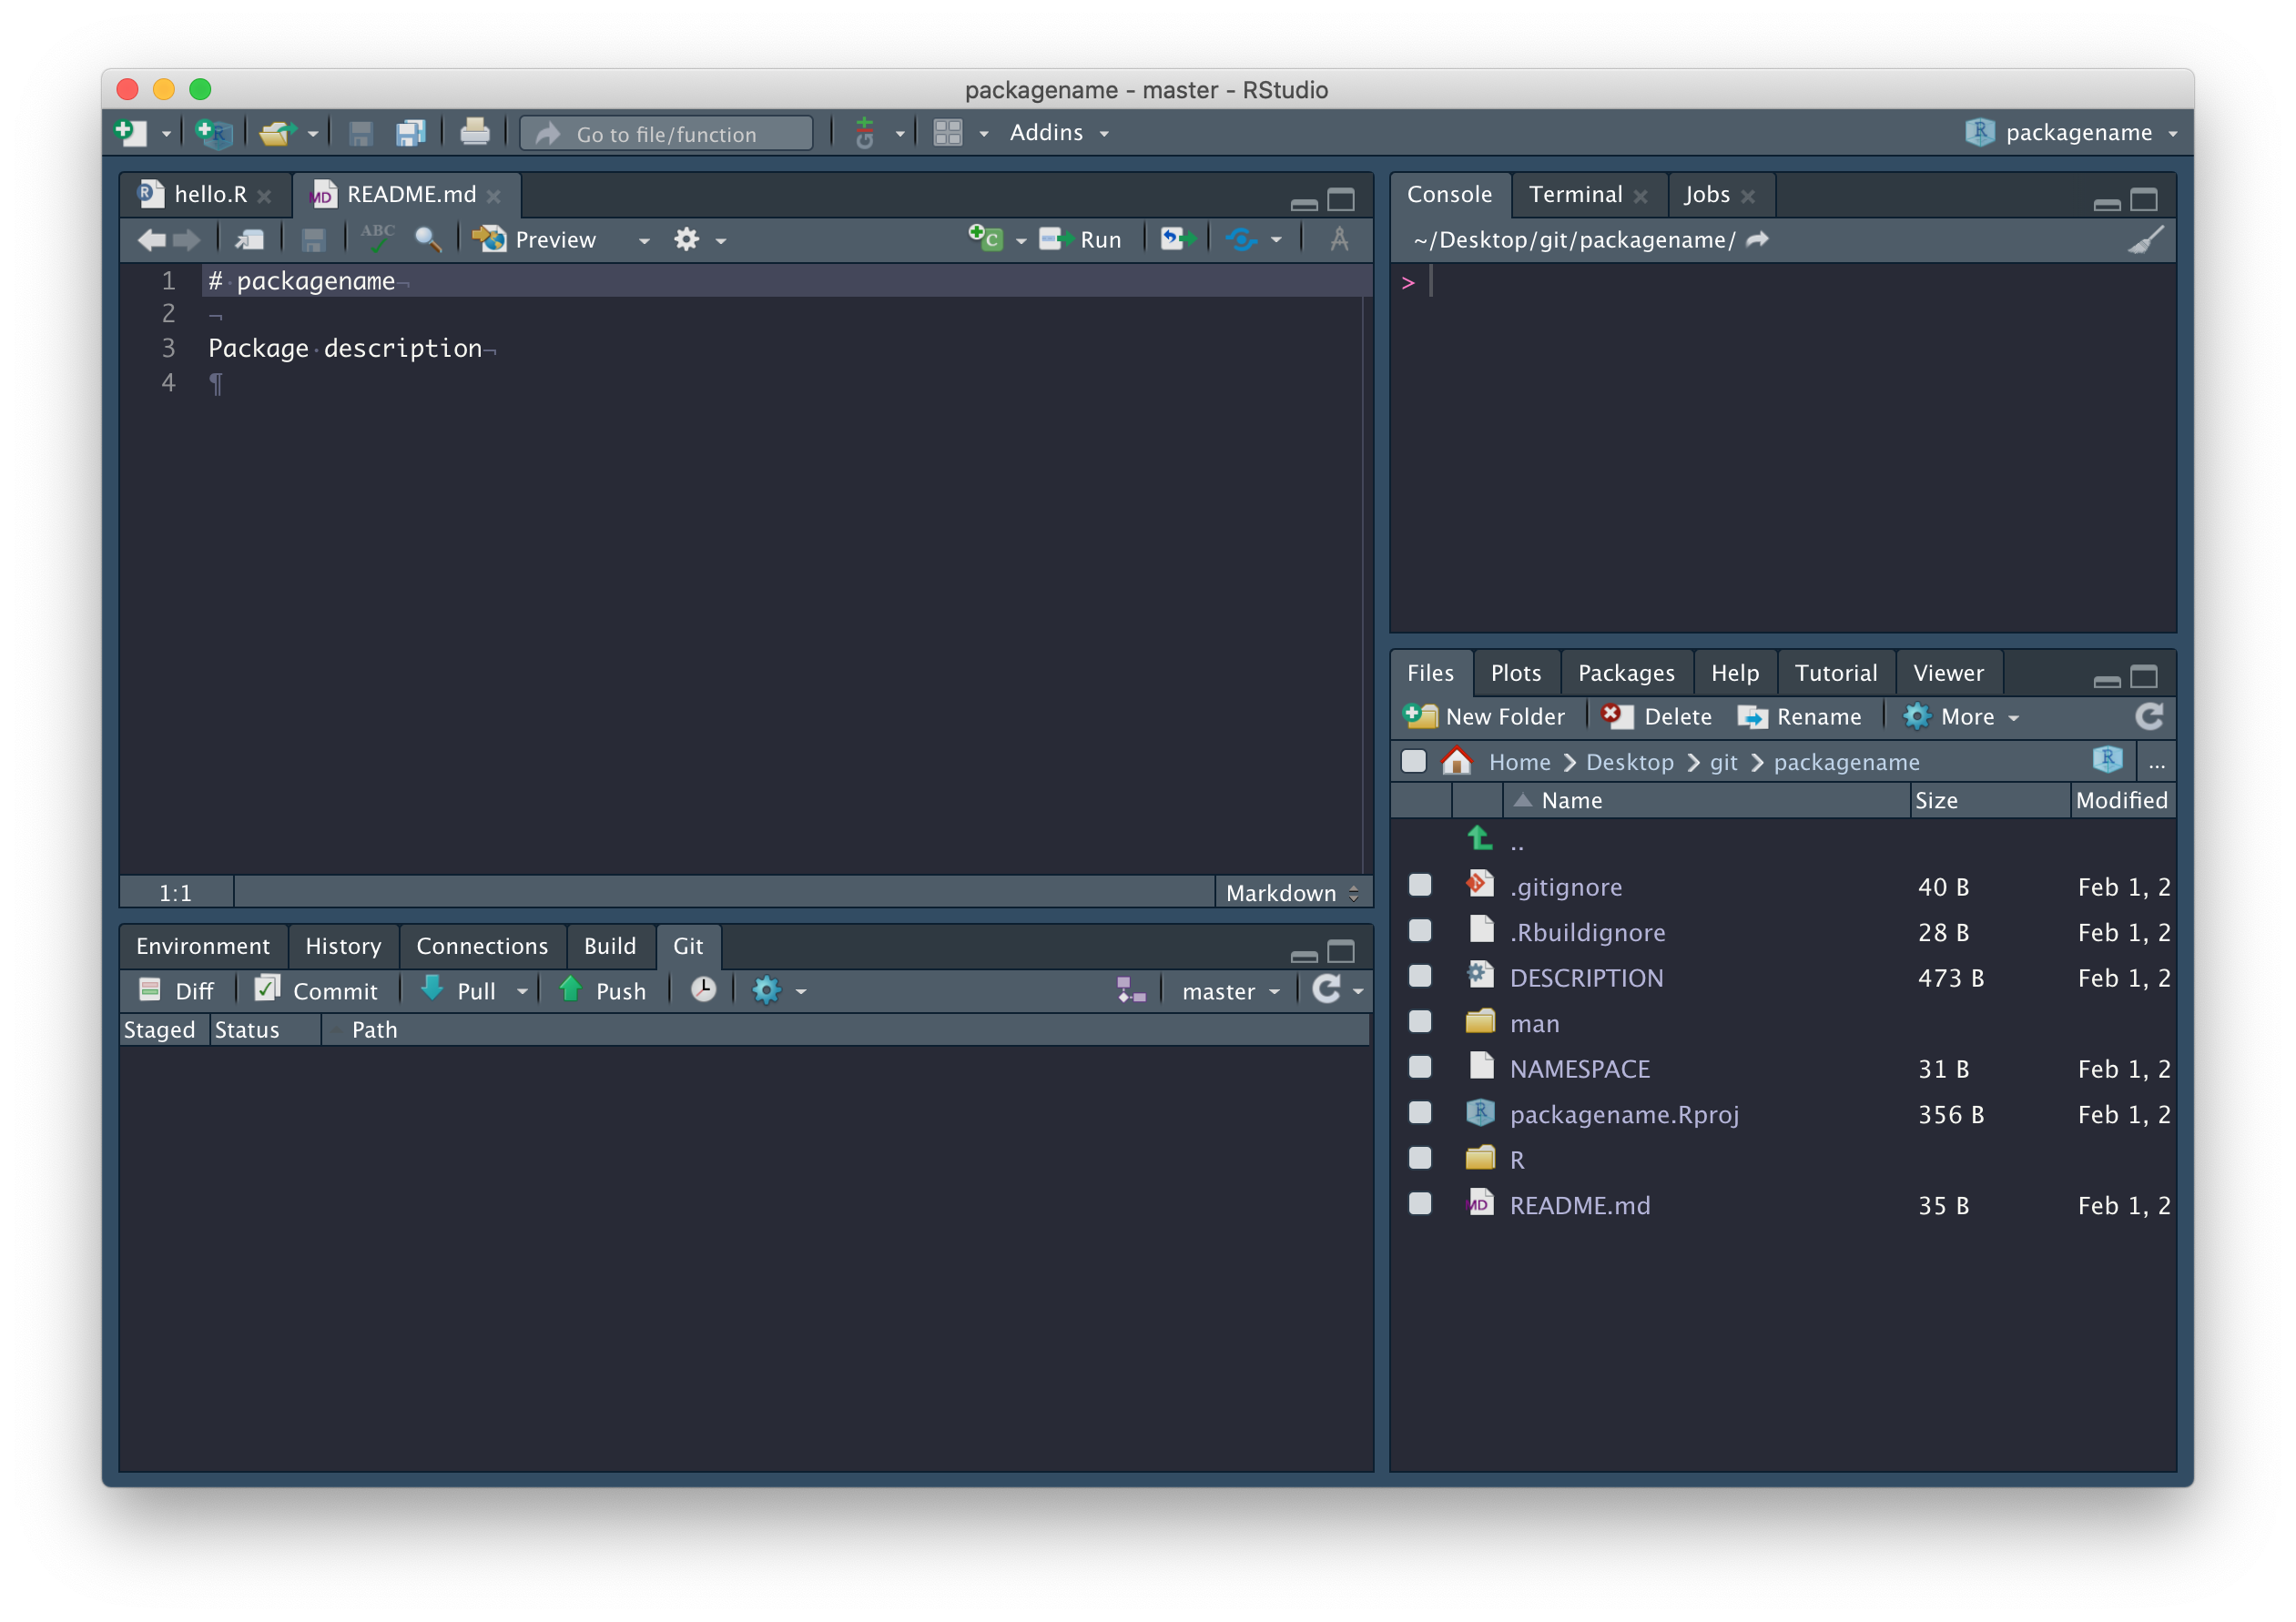 packagename - master - RStudio
Go to file/function
Addins
packagename
hello.R
README.md
ABC
Preview
Run
1 # packagename¬
2 ¬
3 Package·description¬
4 ¶
1:1
Markdown
Environment
History
Connections
Build
Git
Diff
Commit
Pull
Push
master
Staged
Status
Path
Console
Terminal
Jobs
~/Desktop/git/packagename/
>
Files
Plots
Packages
Help
Tutorial
Viewer
New Folder
Delete
Rename
More
Home
Desktop
git
packagename
...
Name
Size
Modified
..
.gitignore 40 B Feb 1, 2
.Rbuildignore 28 B Feb 1, 2
DESCRIPTION 473 B Feb 1, 2
man
NAMESPACE 31 B Feb 1, 2
packagename.Rproj 356 B Feb 1, 2
R
README.md 35 B Feb 1, 2